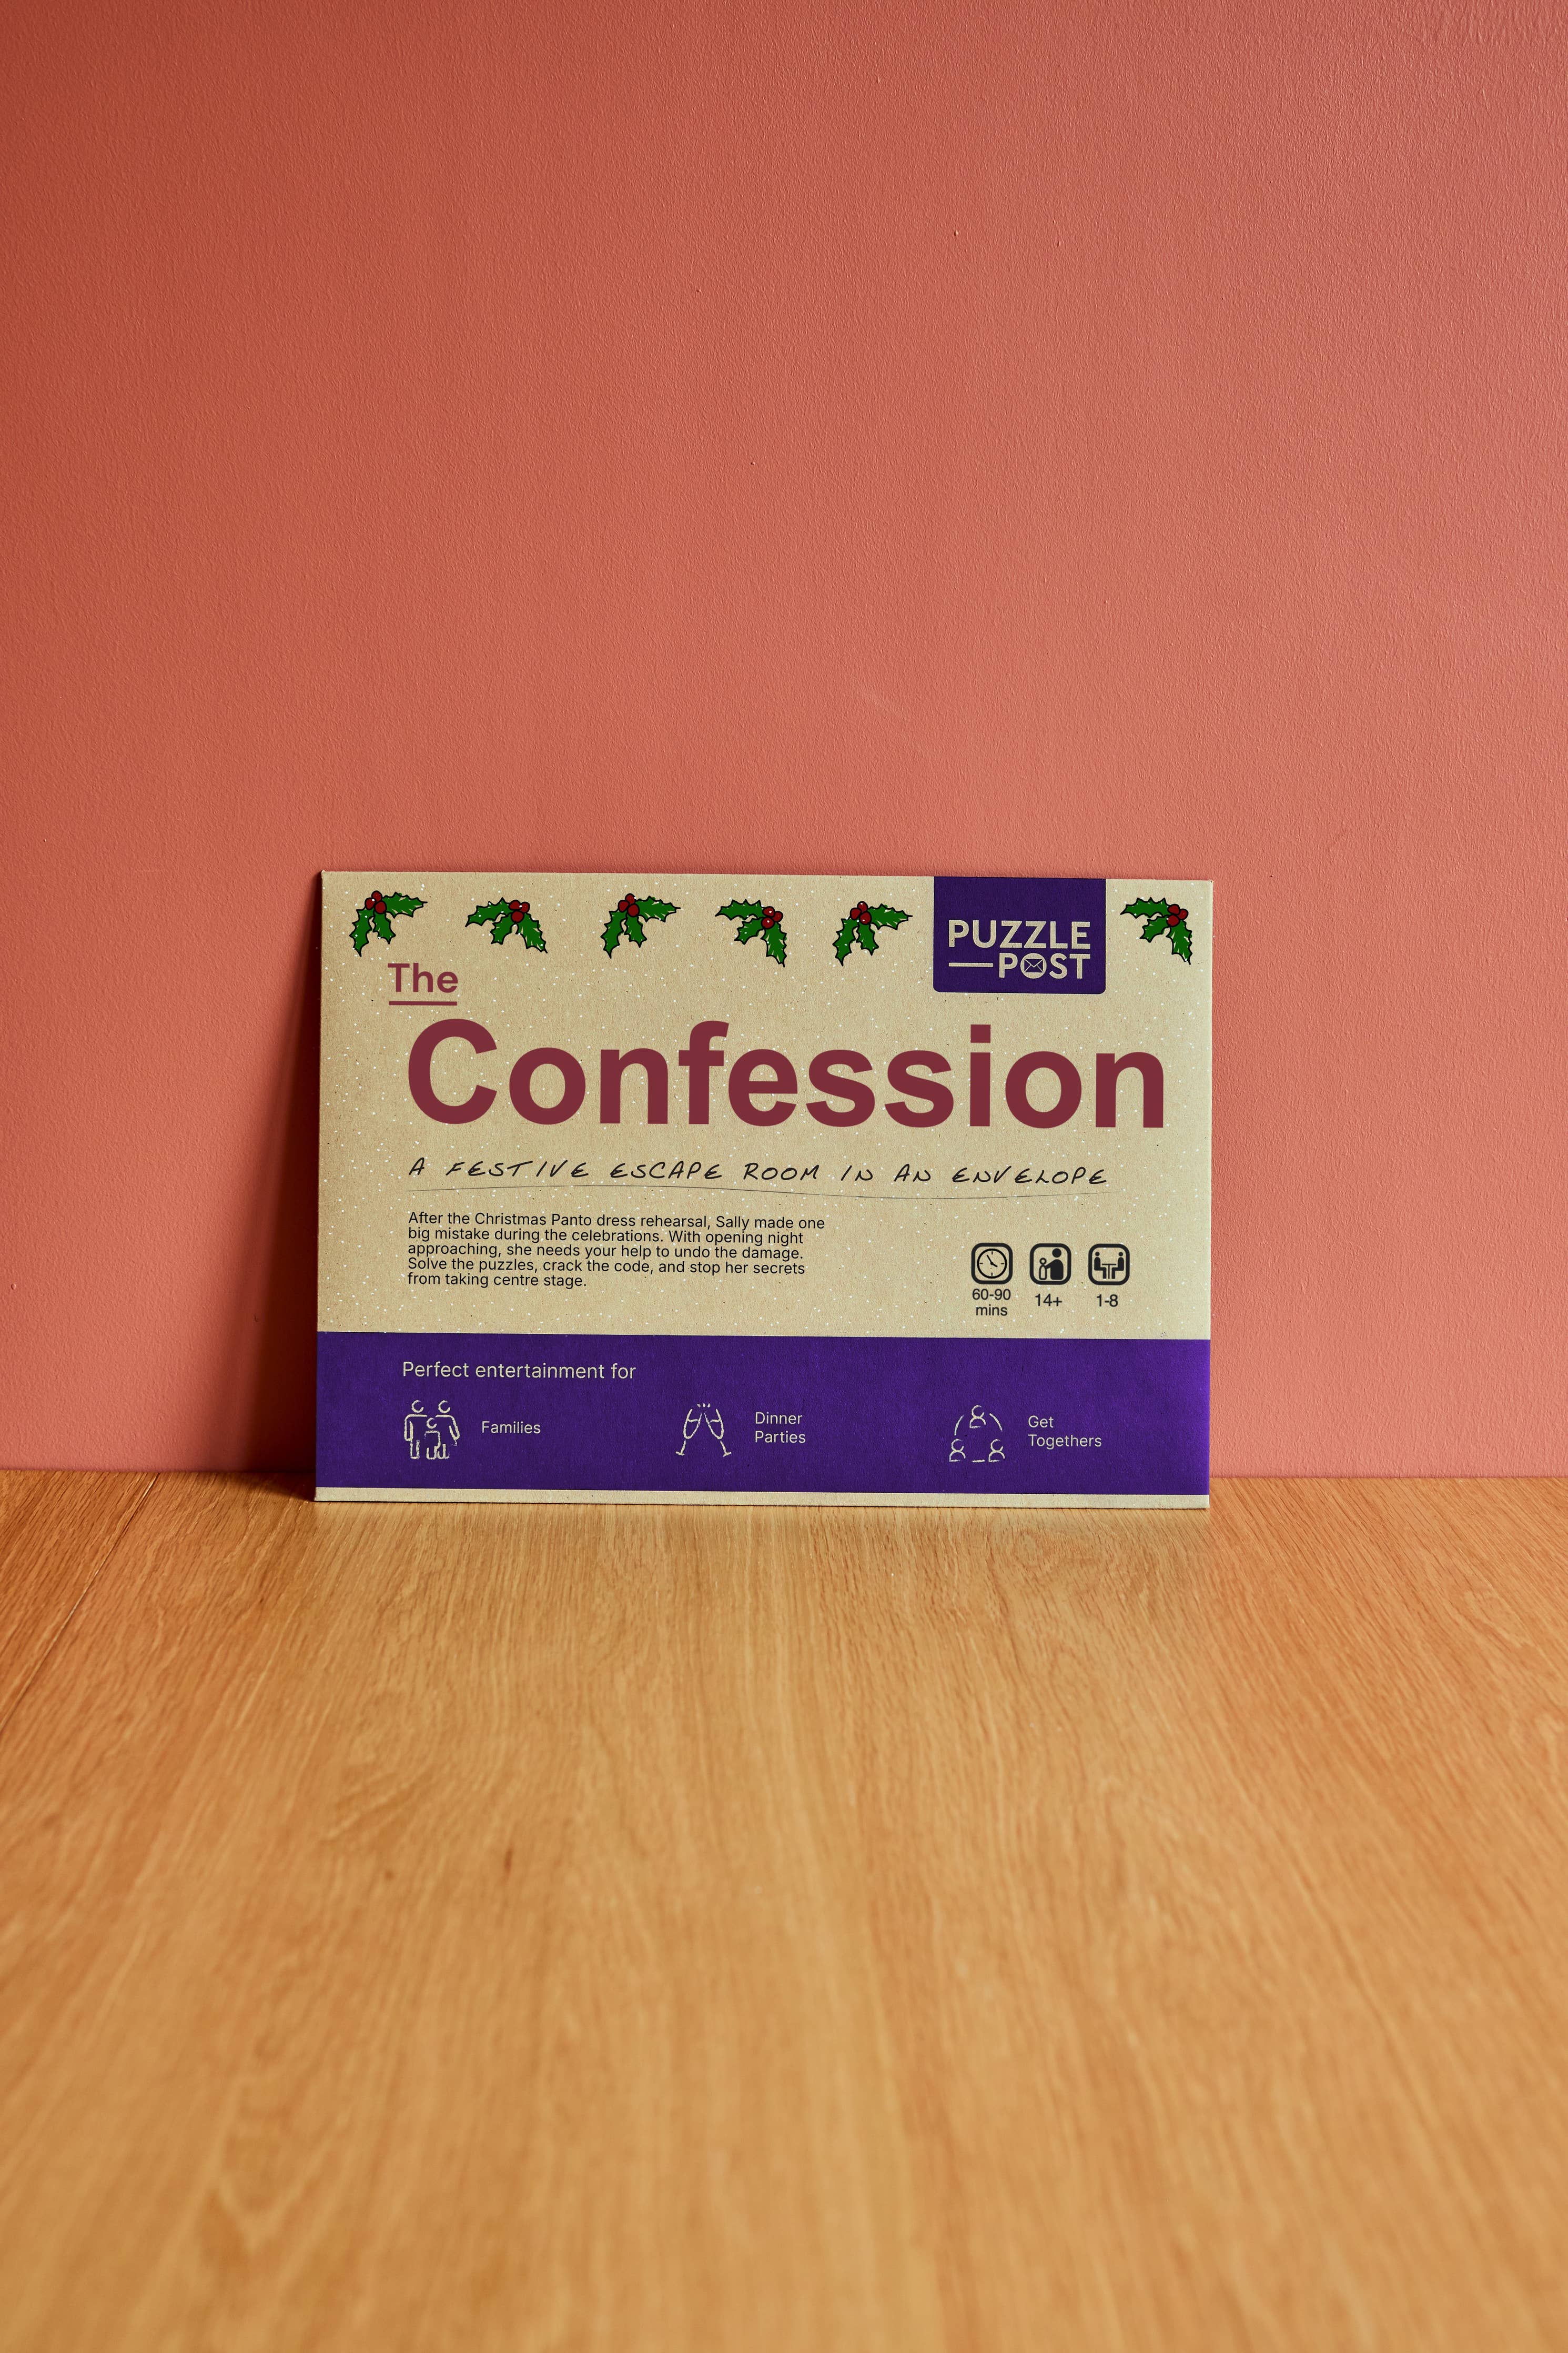 PUZZLE
POST
The
Confession
A FESTIVE ESCAPE ROOM IN AN ENVELOPE
After the Christmas Panto dress rehearsal, Sally made one
big mistake during the celebrations. With opening night
approaching, she needs your help to undo the damage.
Solve the puzzles, crack the code, and stop her secrets
from taking centre stage.
60-90
mins
14+
1-8
Perfect entertainment for
Families
Dinner
Parties
Get
Togethers